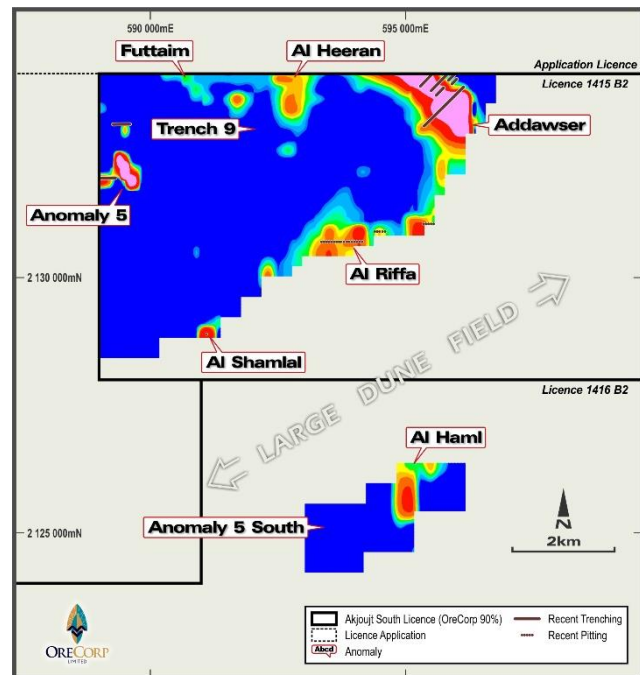 590 000mE
595 000mE
Futtaim
Al Heeran
Application Licence
Licence 1415 B2
Trench 9
Addawser
Anomaly 5
2 130 000mN
Al Riffa
Al Shamlal
LARGE DUNE FIELD
Licence 1416 B2
Al Haml
Anomaly 5 South
2 125 000mN
N
2km
ORECORP
LIMITED
Akjoujt South Licence (OreCorp 90%)
Recent Trenching
Licence Application
Recent Pitting
Abcd
Anomaly